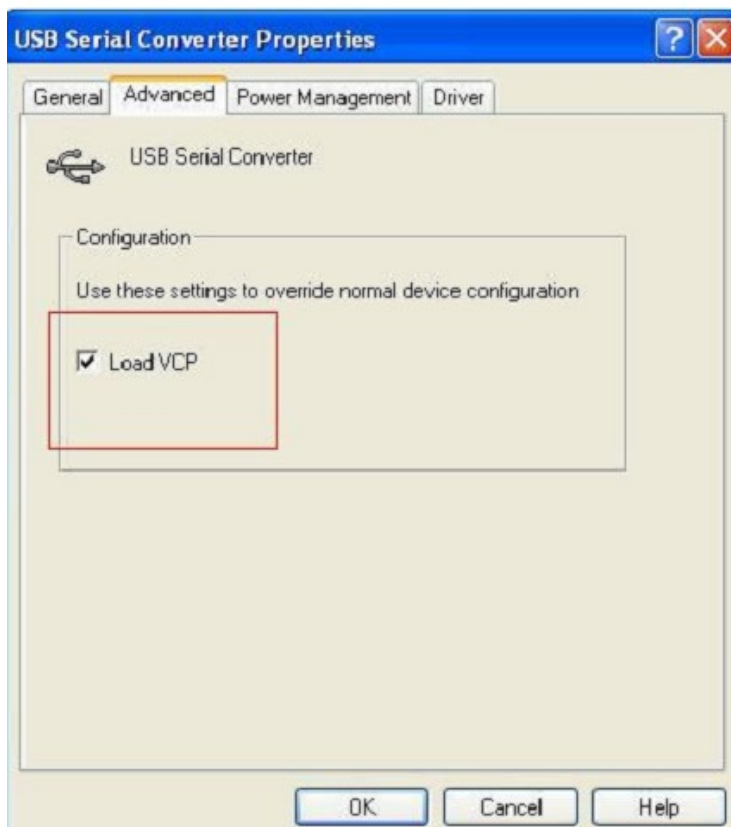 USB Serial Converter Properties
General Advanced Power Management Driver
USB Serial Converter
Configuration
Use these settings to override normal device configuration
Load VCP
OK Cancel Help